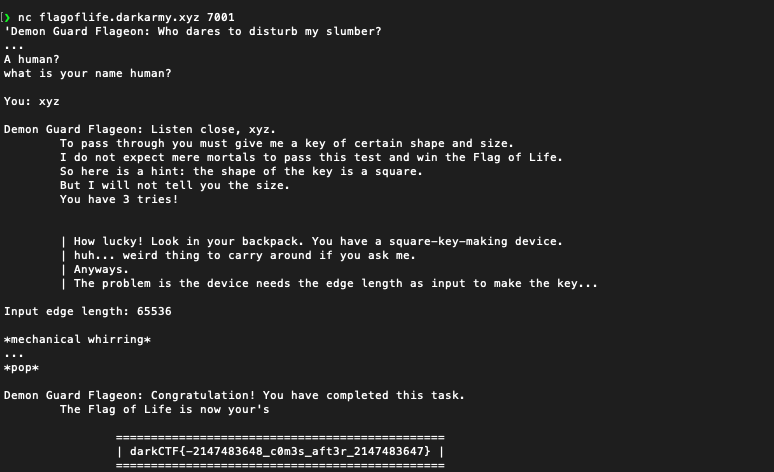 ❯ nc flagoflife.darkarmy.xyz 7001
'Demon Guard Flageon: Who dares to disturb my slumber?
...
A human?
what is your name human?
You: xyz
Demon Guard Flageon: Listen close, xyz.
To pass through you must give me a key of certain shape and size.
I do not expect mere mortals to pass this test and win the Flag of Life.
So here is a hint: the shape of the key is a square.
But I will not tell you the size.
You have 3 tries!
| How lucky! Look in your backpack. You have a square-key-making device.
| huh... weird thing to carry around if you ask me.
| Anyways.
| The problem is the device needs the edge length as input to make the key...
Input edge length: 65536
*mechanical whirring*
...
*pop*
Demon Guard Flageon: Congratulation! You have completed this task.
The Flag of Life is now your's
===============================================
| darkCTF{-2147483648_c0m3s_aft3r_2147483647} |
===============================================